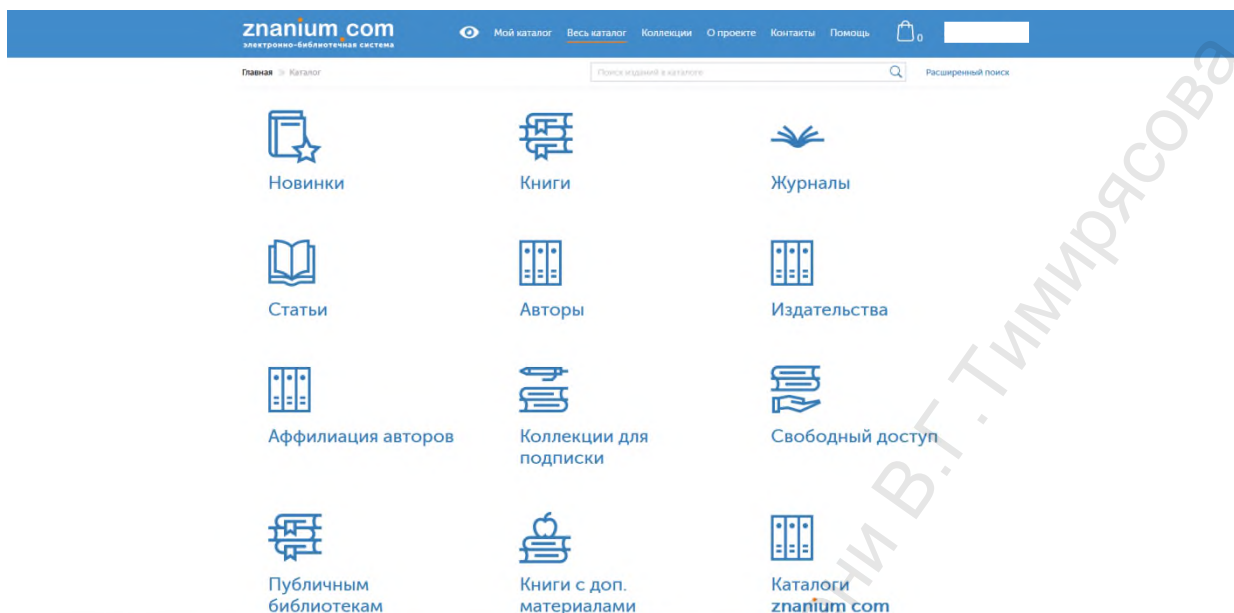 znanium.com
электронно-библиотечная система
Мой каталог Весь каталог Коллекции О проекте Контакты Помощь 0
Главная » Каталог Поиск изданий в каталоге Расширенный поиск
Новинки Книги Журналы
Статьи Авторы Издательства
Аффилиация авторов Коллекции для подписки Свободный доступ
Публичным библиотекам Книги с доп. материалами Каталоги znanium.com
ни В.Г. Тимирясова